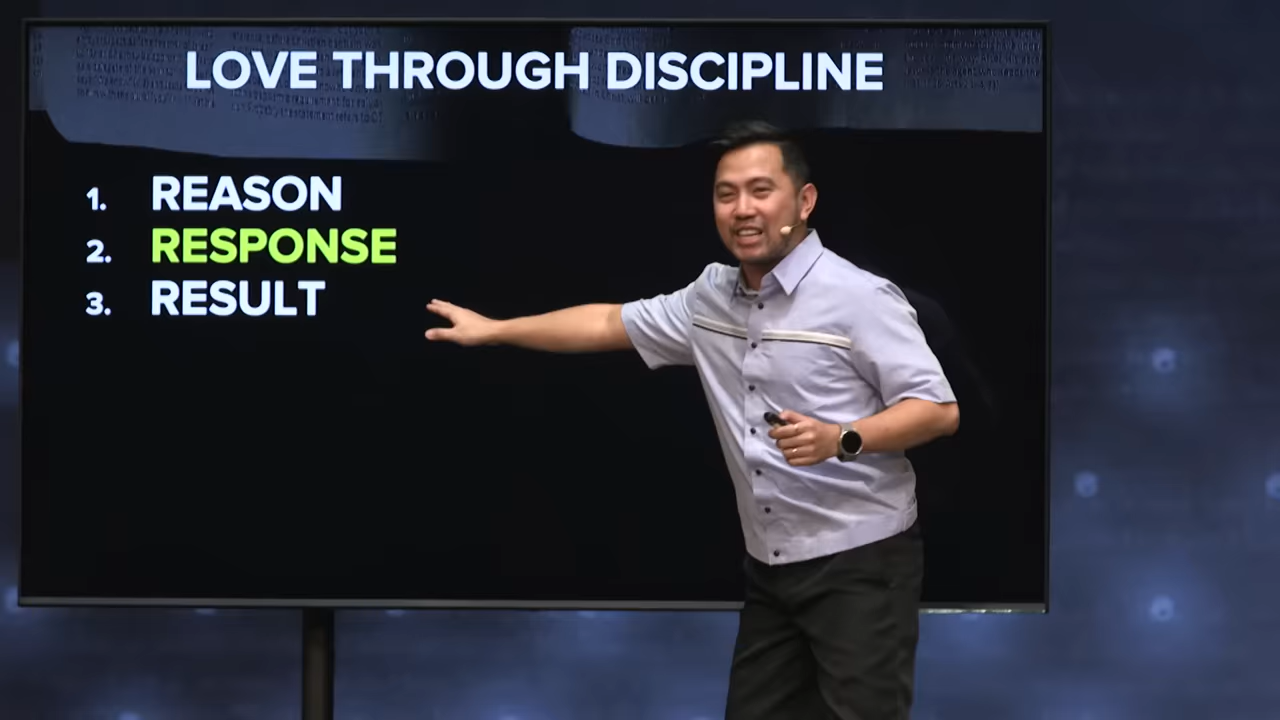 LOVE THROUGH DISCIPLINE
1. REASON
2. RESPONSE
3. RESULT